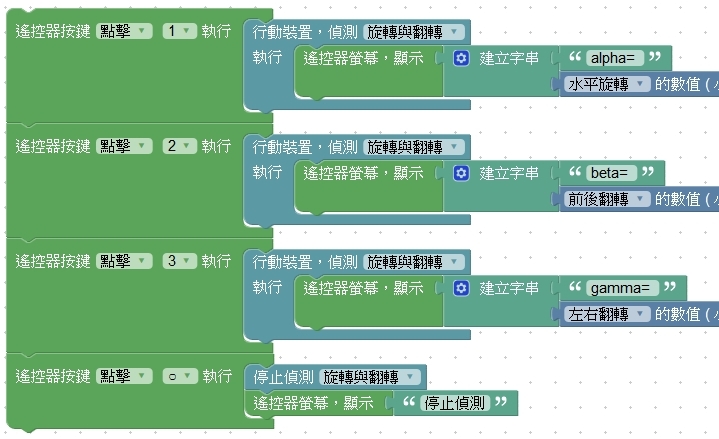 遙控器按鍵 點擊 1 執行 行動裝置，偵測 旋轉與翻轉
執行 遙控器螢幕，顯示 建立字串 “ alpha= ”
水平旋轉 的數值 (
遙控器按鍵 點擊 2 執行 行動裝置，偵測 旋轉與翻轉
執行 遙控器螢幕，顯示 建立字串 “ beta= ”
前後翻轉 的數值 (
遙控器按鍵 點擊 3 執行 行動裝置，偵測 旋轉與翻轉
執行 遙控器螢幕，顯示 建立字串 “ gamma= ”
左右翻轉 的數值 (
遙控器按鍵 點擊 ○ 執行 停止偵測 旋轉與翻轉
遙控器螢幕，顯示 “ 停止偵測 ”